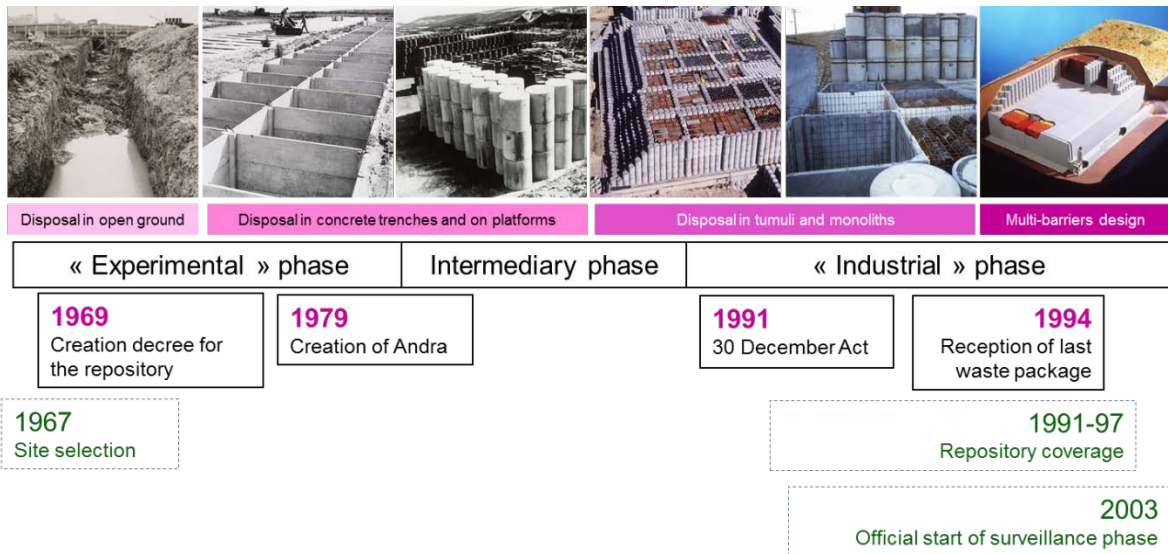 Disposal in open ground
Disposal in concrete trenches and on platforms
Disposal in tumuli and monoliths
Multi-barriers design
« Experimental » phase
Intermediary phase
« Industrial » phase
1969
Creation decree for
the repository
1979
Creation of Andra
1991
30 December Act
1994
Reception of last
waste package
1967
Site selection
1991-97
Repository coverage
2003
Official start of surveillance phase